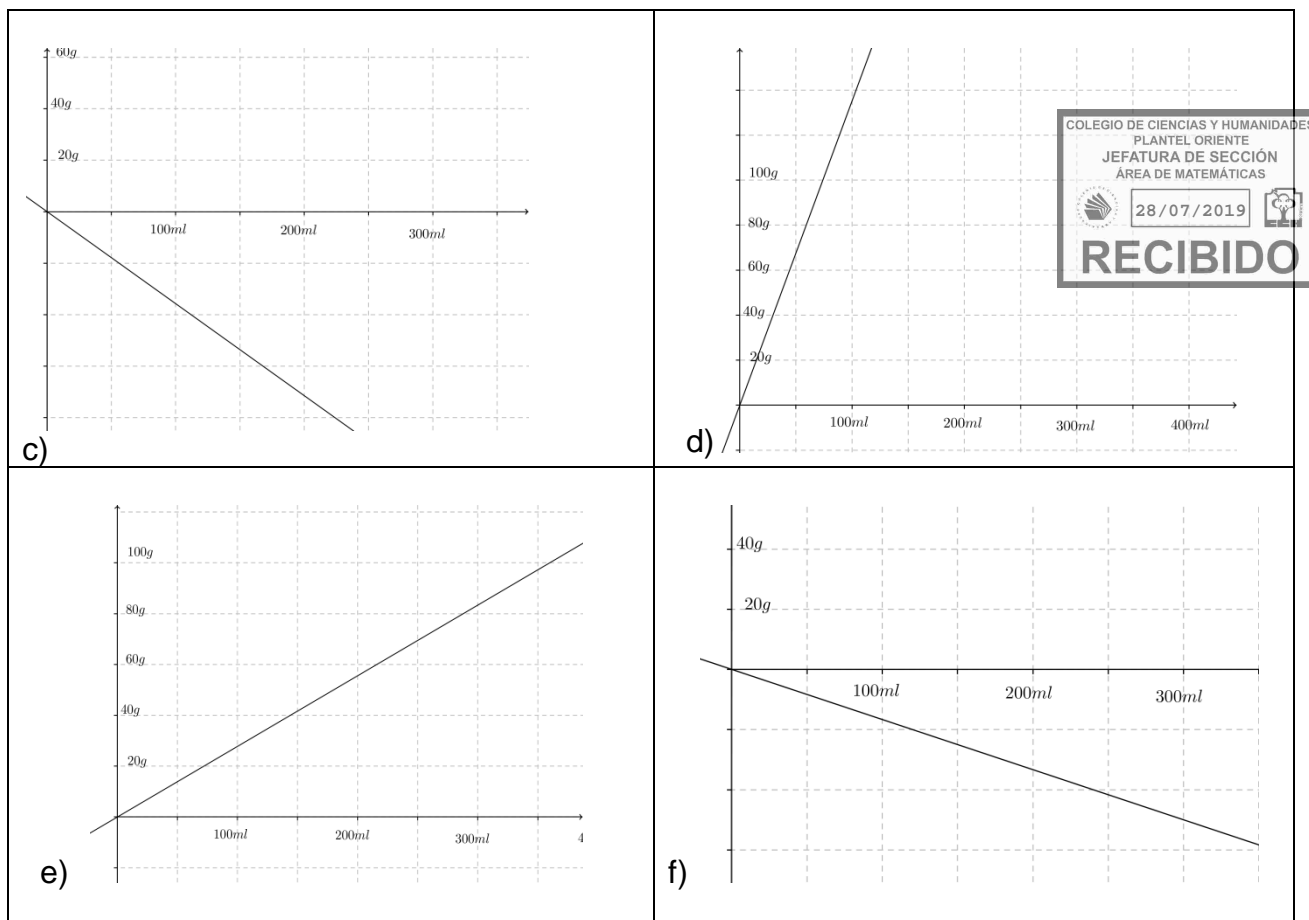 60g
40g
20g
100ml
200ml
300ml
c)
100g
80g
60g
40g
20g
100ml
200ml
300ml
400ml
d)
COLEGIO DE CIENCIAS Y HUMANIDADES
PLANTEL ORIENTE
JEFATURA DE SECCIÓN
ÁREA DE MATEMÁTICAS
28/07/2019
RECIBIDO
100g
80g
60g
40g
20g
100ml
200ml
300ml
4
e)
40g
20g
100ml
200ml
300ml
f)